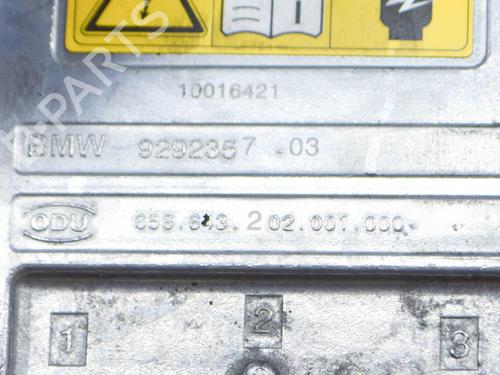 10016421
BMW 9292357 -03
ODU 656.643.202.001.000
1 2 3